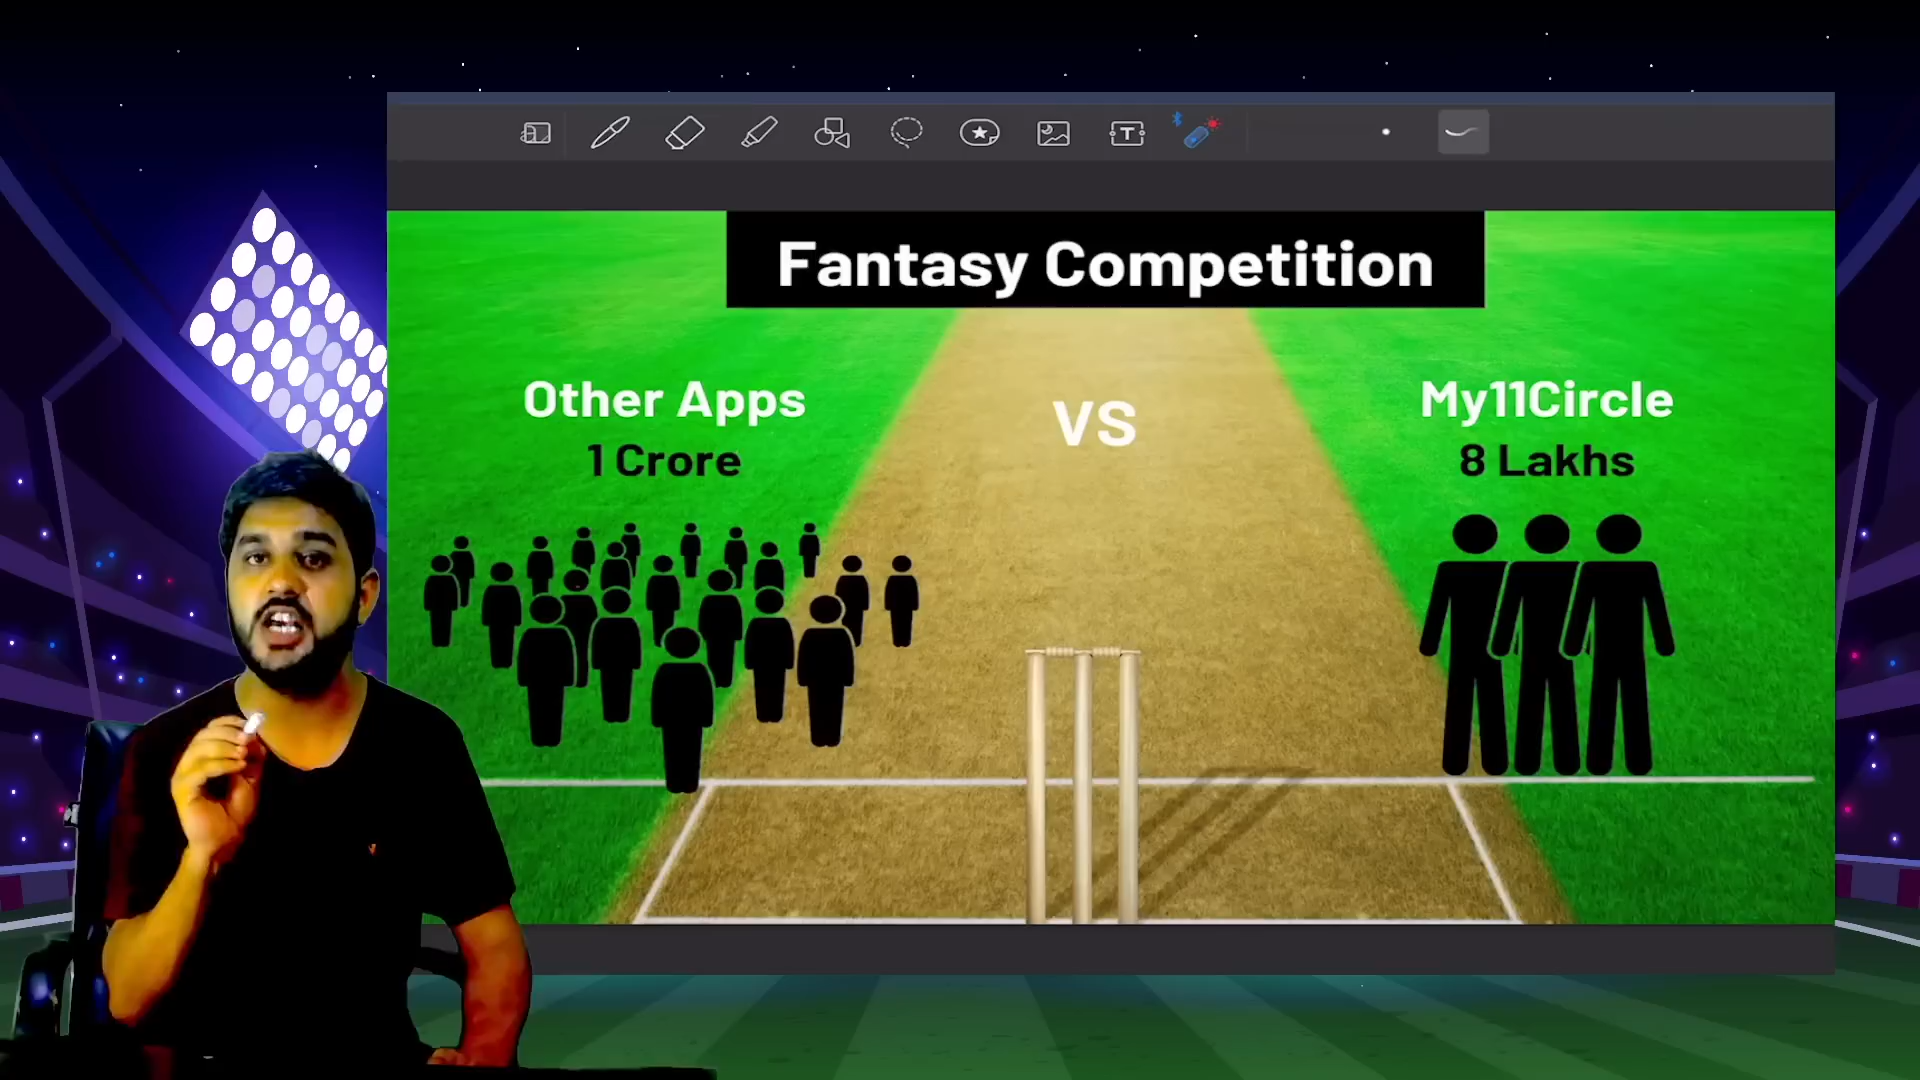 Fantasy Competition
Other Apps
1 Crore
VS
My11Circle
8 Lakhs